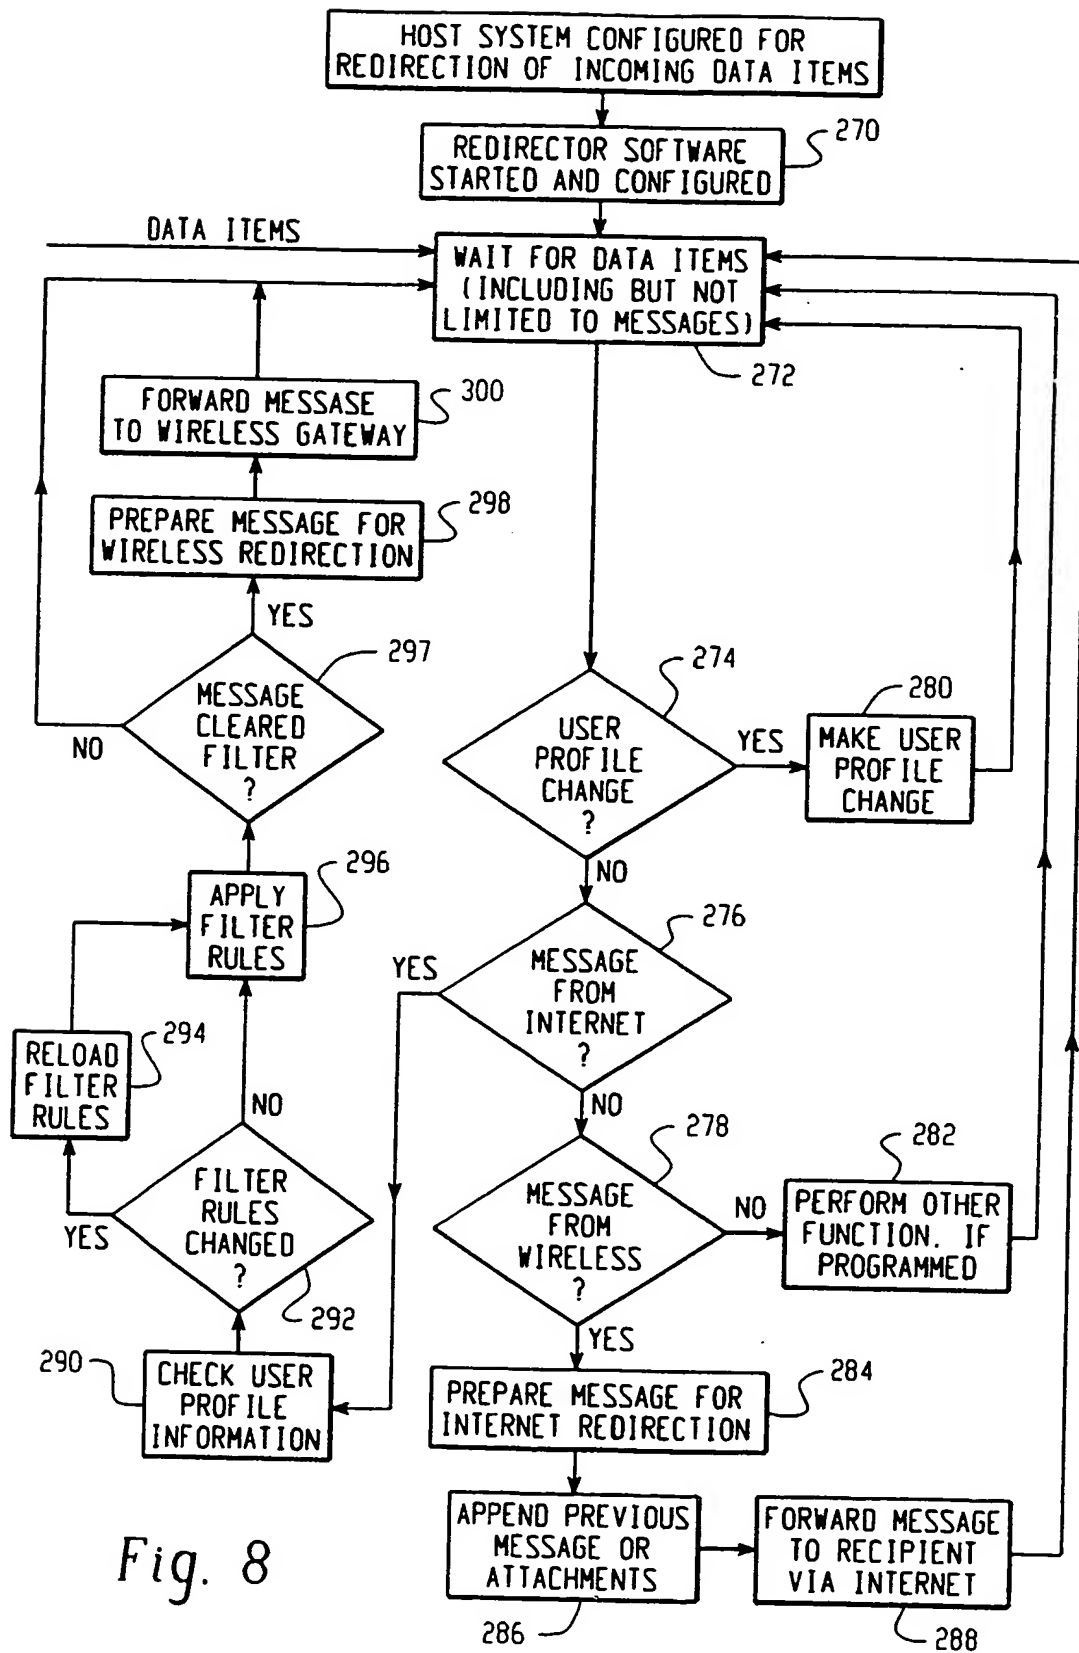 HOST SYSTEM CONFIGURED FOR
REDIRECTION OF INCOMING DATA ITEMS
270
REDIRECTOR SOFTWARE
STARTED AND CONFIGURED
DATA ITEMS
WAIT FOR DATA ITEMS
(INCLUDING BUT NOT
LIMITED TO MESSAGES)
272
FORWARD MESSASE
TO WIRELESS GATEWAY
300
PREPARE MESSAGE FOR
WIRELESS REDIRECTION
298
YES
297
MESSAGE
CLEARED
FILTER
?
NO
274
USER
PROFILE
CHANGE
?
YES
280
MAKE USER
PROFILE
CHANGE
NO
296
APPLY
FILTER
RULES
276
MESSAGE
FROM
INTERNET
?
YES
294
RELOAD
FILTER
RULES
NO
NO
278
FILTER
RULES
CHANGED
?
YES
292
MESSAGE
FROM
WIRELESS
?
NO
282
PERFORM OTHER
FUNCTION. IF
PROGRAMMED
YES
290
CHECK USER
PROFILE
INFORMATION
284
PREPARE MESSAGE FOR
INTERNET REDIRECTION
APPEND PREVIOUS
MESSAGE OR
ATTACHMENTS
286
FORWARD MESSAGE
TO RECIPIENT
VIA INTERNET
288
Fig. 8